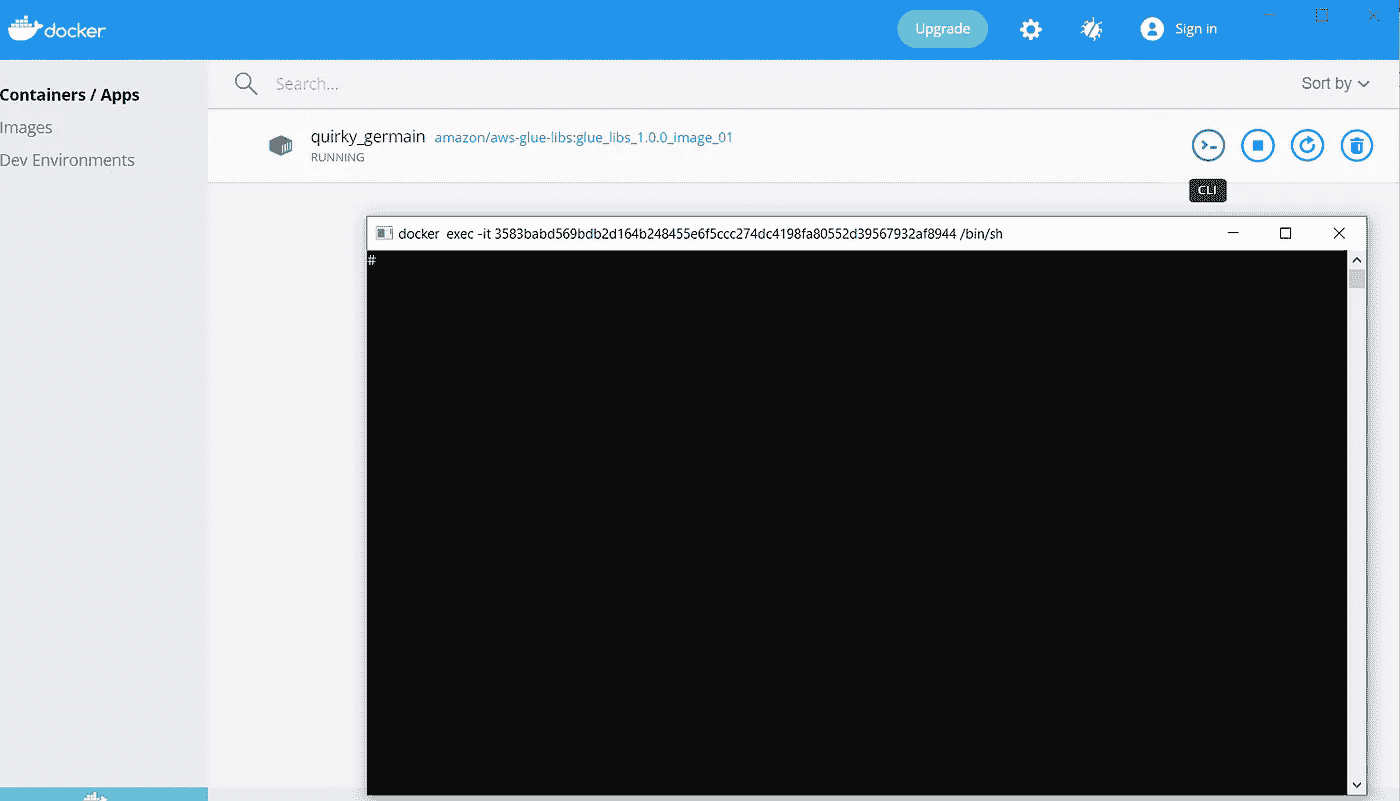 docker
Upgrade
Sign in
Containers / Apps
Images
Dev Environments
Search...
Sort by
quirky_germain amazon/aws-glue-libs:glue_libs_1.0.0_image_01
RUNNING
CLI
docker exec -it 3583babd569bdb2d164b248455e6f5ccc274dc4198fa80552d39567932af8944 /bin/sh
#